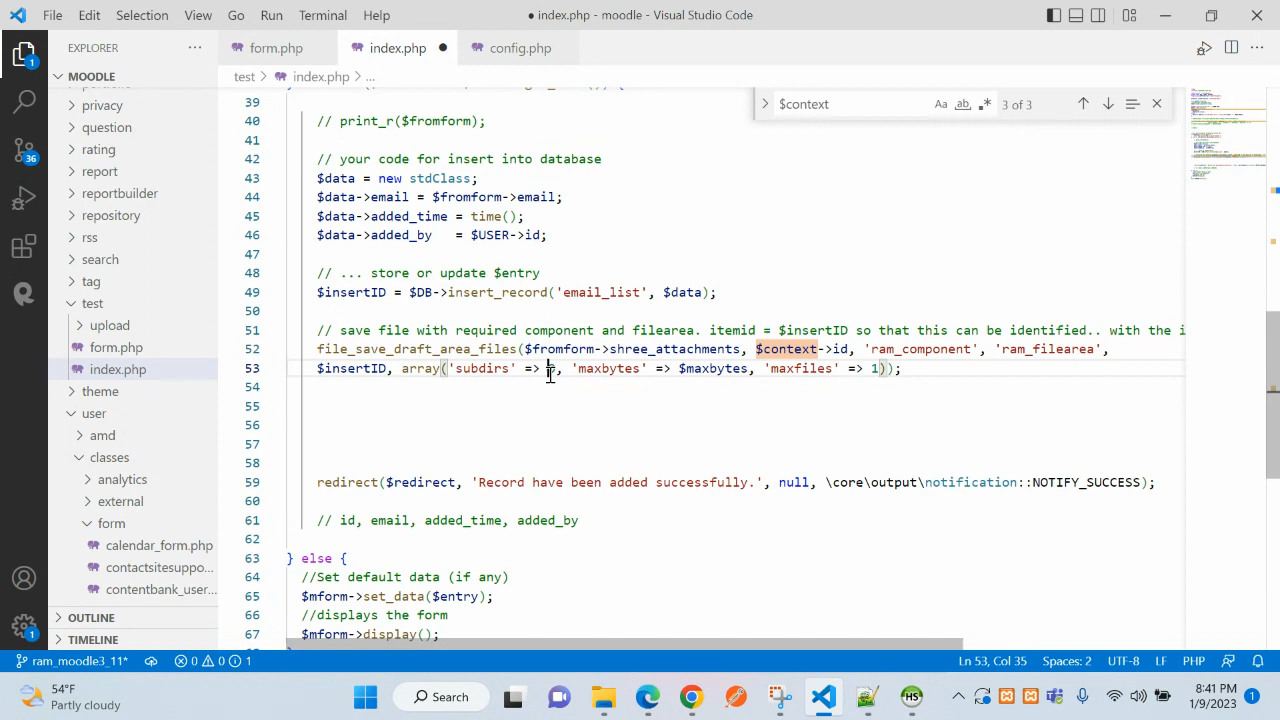 File Edit Selection View Go Run Terminal Help
● index.php - moodle - Visual Studio Code
EXPLORER
form.php index.php config.php
MOODLE
test > index.php > ...
privacy
question
rating
report
reportbuilder
repository
rss
search
tag
test
upload
form.php
index.php
user
amd
classes
analytics
external
form
calendar_form.php
contactsitesuppo...
contentbank_user...
OUTLINE
TIMELINE
1
36
1
$context ab 3 of 3
39
40 // print_r($fromform);
41
42 // your code for insert into database
43 $data = new stdClass;
44 $data->email = $fromform->email;
45 $data->added_time = time();
46 $data->added_by = $USER->id;
47
48 // ... store or update $entry
49 $insertID = $DB->insert_record('email_list', $data);
50
51 // save file with required component and filearea. itemid = $insertID so that this can be identified.. with the i
52 file_save_draft_area_files($fromform->shree_attachments, $context->id, 'ram_component', 'ram_filearea',
53 $insertID, array('subdirs' => , 'maxbytes' => $maxbytes, 'maxfiles' => 1));
54
55
56
57
58
59 redirect($redirect, 'Record have been added successfully.', null, \core\output\notification::NOTIFY_SUCCESS);
60
61 // id, email, added_time, added_by
62
63 } else {
64 //Set default data (if any)
65 $mform->set_data($entry);
66 //displays the form
67 $mform->display();
ram_moodle3_11* 0 0 1 Ln 53, Col 35 Spaces: 2 UTF-8 LF PHP
54°F
Partly cloudy
Search
HS
8:41 PM
1/9/2023